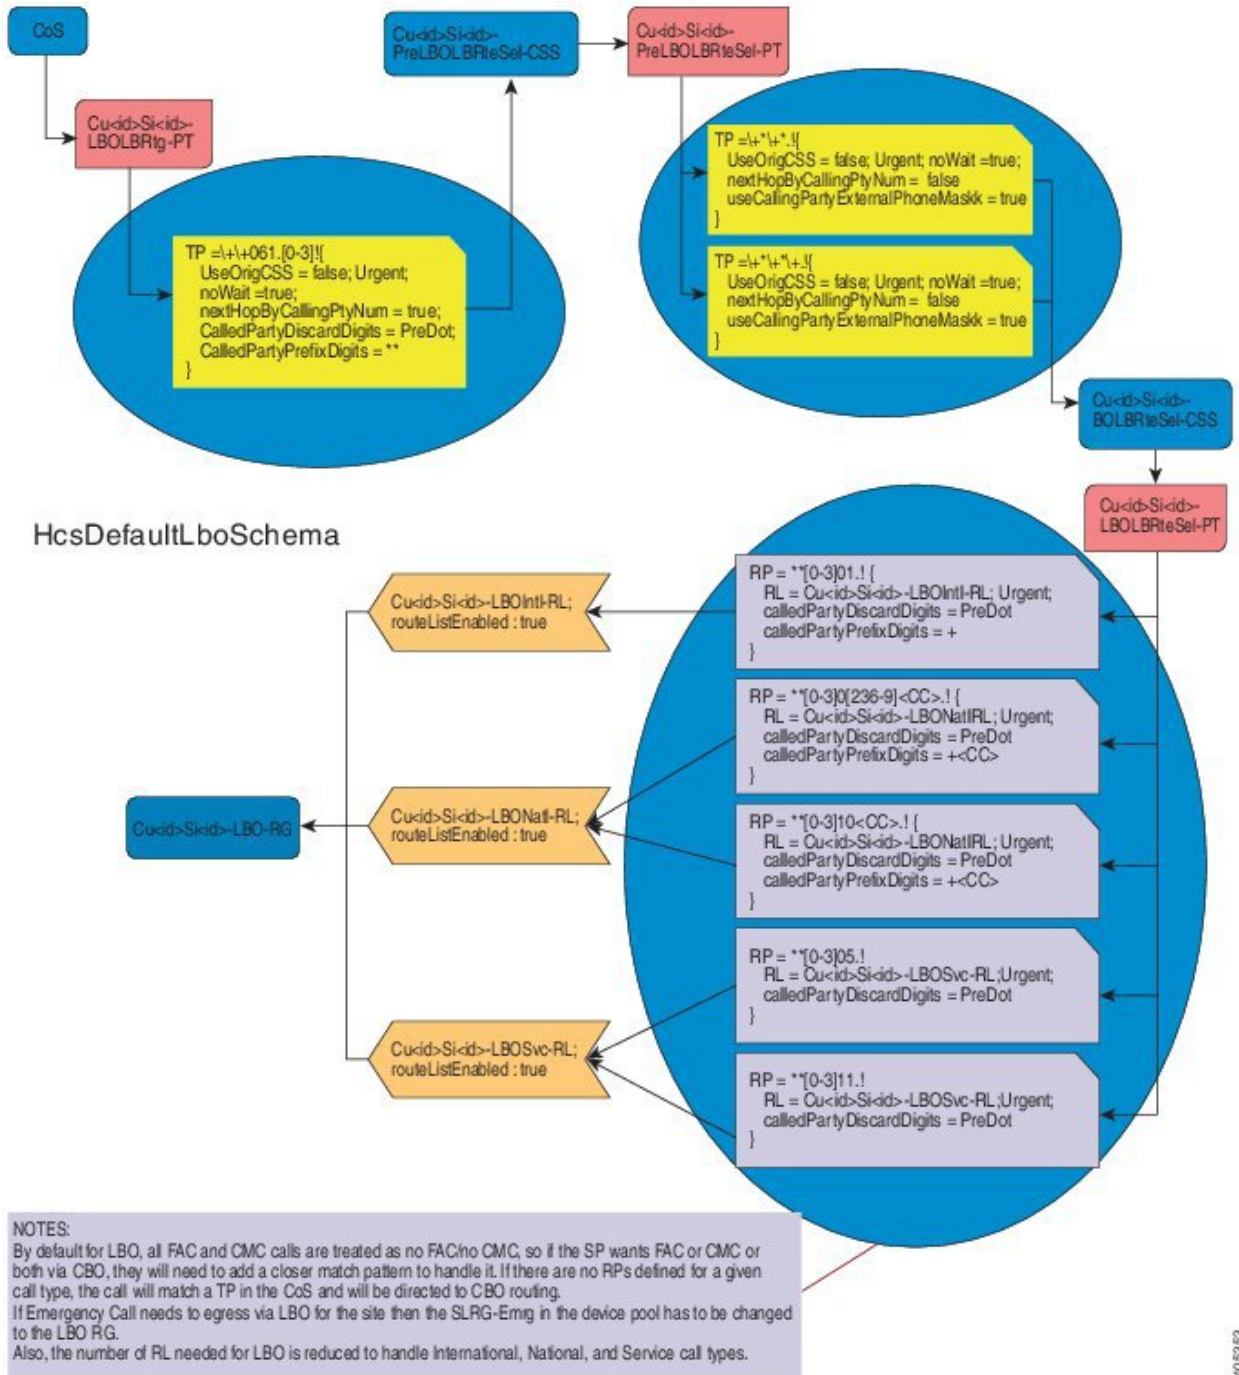 CoS
Cu<id>Si<id>-
LBOLBRtg-PT
Cu<id>Si<id>-
PreLBOLBRteSel-CSS
Cu<id>Si<id>-
PreLBOLBRteSel-PT
TP =\+\+061.[0-3]!{
UseOrigCSS = false; Urgent;
noWait =true;
nextHopByCallingPtyNum = true;
CalledPartyDiscardDigits = PreDot;
CalledPartyPrefixDigits = **
}
TP =\+*\+*.!{
UseOrigCSS = false; Urgent; noWait =true;
nextHopByCallingPtyNum = false
useCallingPartyExternalPhoneMaskk = true
}
TP =\+*\+*\+.!{
UseOrigCSS = false; Urgent; noWait =true;
nextHopByCallingPtyNum = false
useCallingPartyExternalPhoneMaskk = true
}
Cu<id>Si<id>-
BOLBRteSel-CSS
Cu<id>Si<id>-
LBOLBRteSel-PT
HcsDefaultLboSchema
RP = **[0-3]01.! {
RL = Cu<id>Si<id>-LBOIntl-RL; Urgent;
calledPartyDiscardDigits = PreDot
calledPartyPrefixDigits = +
}
RP = **[0-3]0[236-9]<CC>.! {
RL = Cu<id>Si<id>-LBONatlRL; Urgent;
calledPartyDiscardDigits = PreDot
calledPartyPrefixDigits = +<CC>
}
RP = **[0-3]10<CC>.! {
RL = Cu<id>Si<id>-LBONatlRL; Urgent;
calledPartyDiscardDigits = PreDot
calledPartyPrefixDigits = +<CC>
}
RP = **[0-3]05.!
RL = Cu<id>Si<id>-LBOSvc-RL;Urgent;
calledPartyDiscardDigits = PreDot
}
RP = **[0-3]11.!
RL = Cu<id>Si<id>-LBOSvc-RL;Urgent;
calledPartyDiscardDigits = PreDot
}
Cu<id>Si<id>-LBOIntl-RL;
routeListEnabled : true
Cu<id>Si<id>-LBONatl-RL;
routeListEnabled : true
Cu<id>Si<id>-LBOSvc-RL;
routeListEnabled : true
Cu<id>Si<id>-LBO-RG
NOTES:
By default for LBO, all FAC and CMC calls are treated as no FAC/no CMC, so if the SP wants FAC or CMC or
both via CBO, they will need to add a closer match pattern to handle it. If there are no RPs defined for a given
call type, the call will match a TP in the CoS and will be directed to CBO routing.
If Emergency Call needs to egress via LBO for the site then the SLRG-Emrg in the device pool has to be changed
to the LBO RG.
Also, the number of RL needed for LBO is reduced to handle International, National, and Service call types.